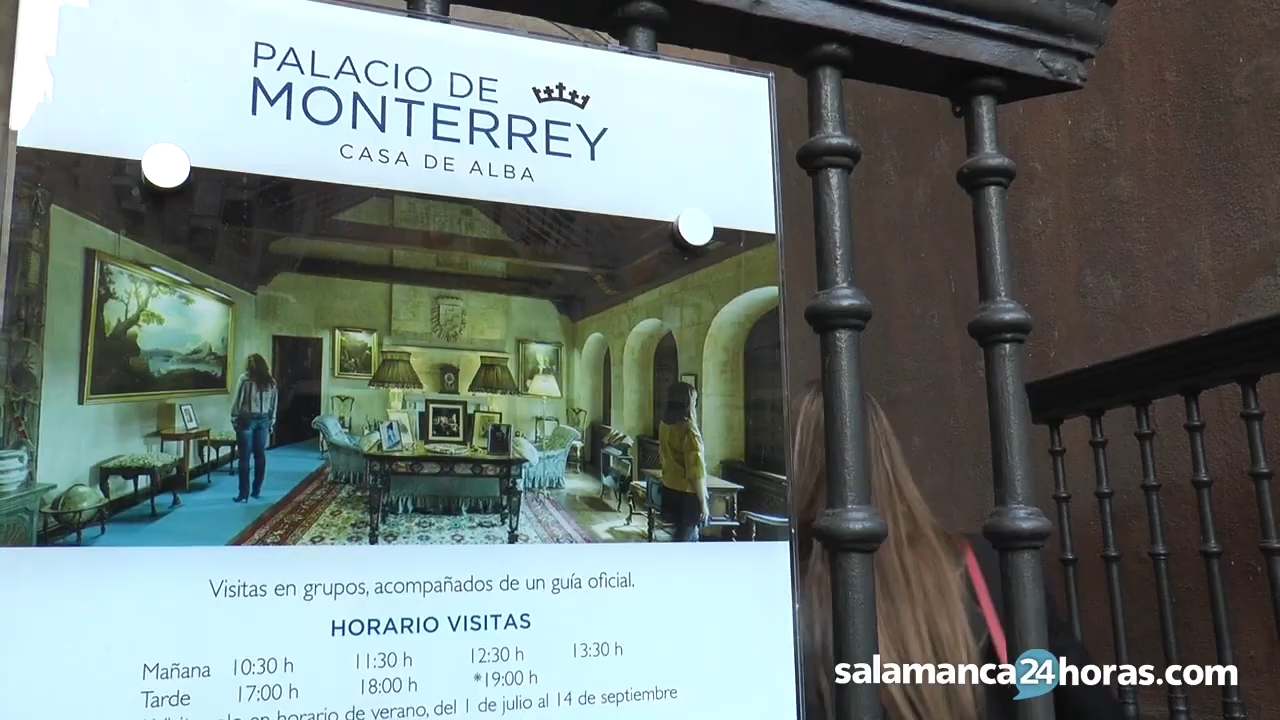 PALACIO DE
MONTERREY
CASA DE ALBA
Visitas en grupos, acompañados de un guía oficial.
HORARIO VISITAS
Mañana 10:30 h 11:30 h 12:30 h 13:30 h
Tarde 17:00 h 18:00 h *19:00 h
en horario de verano, del 1 de julio al 14 de septiembre
salamanca24horas.com